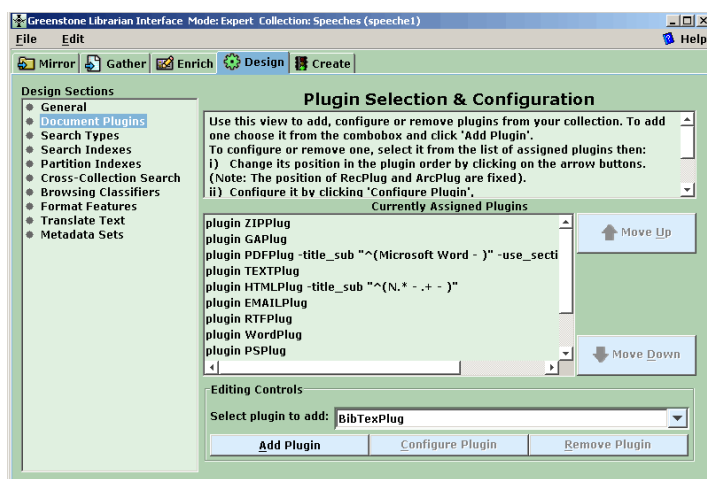 Greenstone Librarian Interface Mode: Expert Collection: Speeches (speeche1)
File Edit Help
Mirror Gather Enrich Design Create
Design Sections
General
Document Plugins
Search Types
Search Indexes
Partition Indexes
Cross-Collection Search
Browsing Classifiers
Format Features
Translate Text
Metadata Sets
Plugin Selection & Configuration
Use this view to add, configure or remove plugins from your collection. To add
one choose it from the combobox and click 'Add Plugin'.
To configure or remove one, select it from the list of assigned plugins then:
i) Change its position in the plugin order by clicking on the arrow buttons.
(Note: The position of RecPlug and ArcPlug are fixed).
ii) Configure it by clicking 'Configure Plugin'.
Currently Assigned Plugins
plugin ZIPPlug
plugin GAPlug
plugin PDFPlug -title_sub "^(Microsoft Word - )" -use_secti
plugin TEXTPlug
plugin HTMLPlug -title_sub "^(N.* - .+ - )"
plugin EMAILPlug
plugin RTFPlug
plugin WordPlug
plugin PSPlug
Move Up
Move Down
Editing Controls
Select plugin to add: BibTexPlug
Add Plugin Configure Plugin Remove Plugin